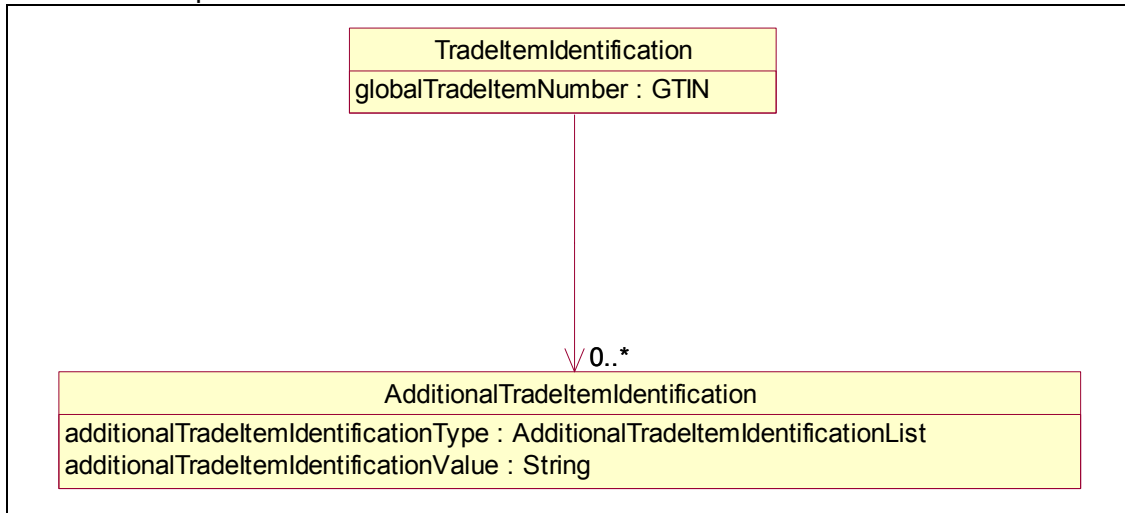 TradeItemIdentification
globalTradeItemNumber : GTIN
0..*
AdditionalTradeItemIdentification
additionalTradeItemIdentificationType : AdditionalTradeItemIdentificationList
additionalTradeItemIdentificationValue : String